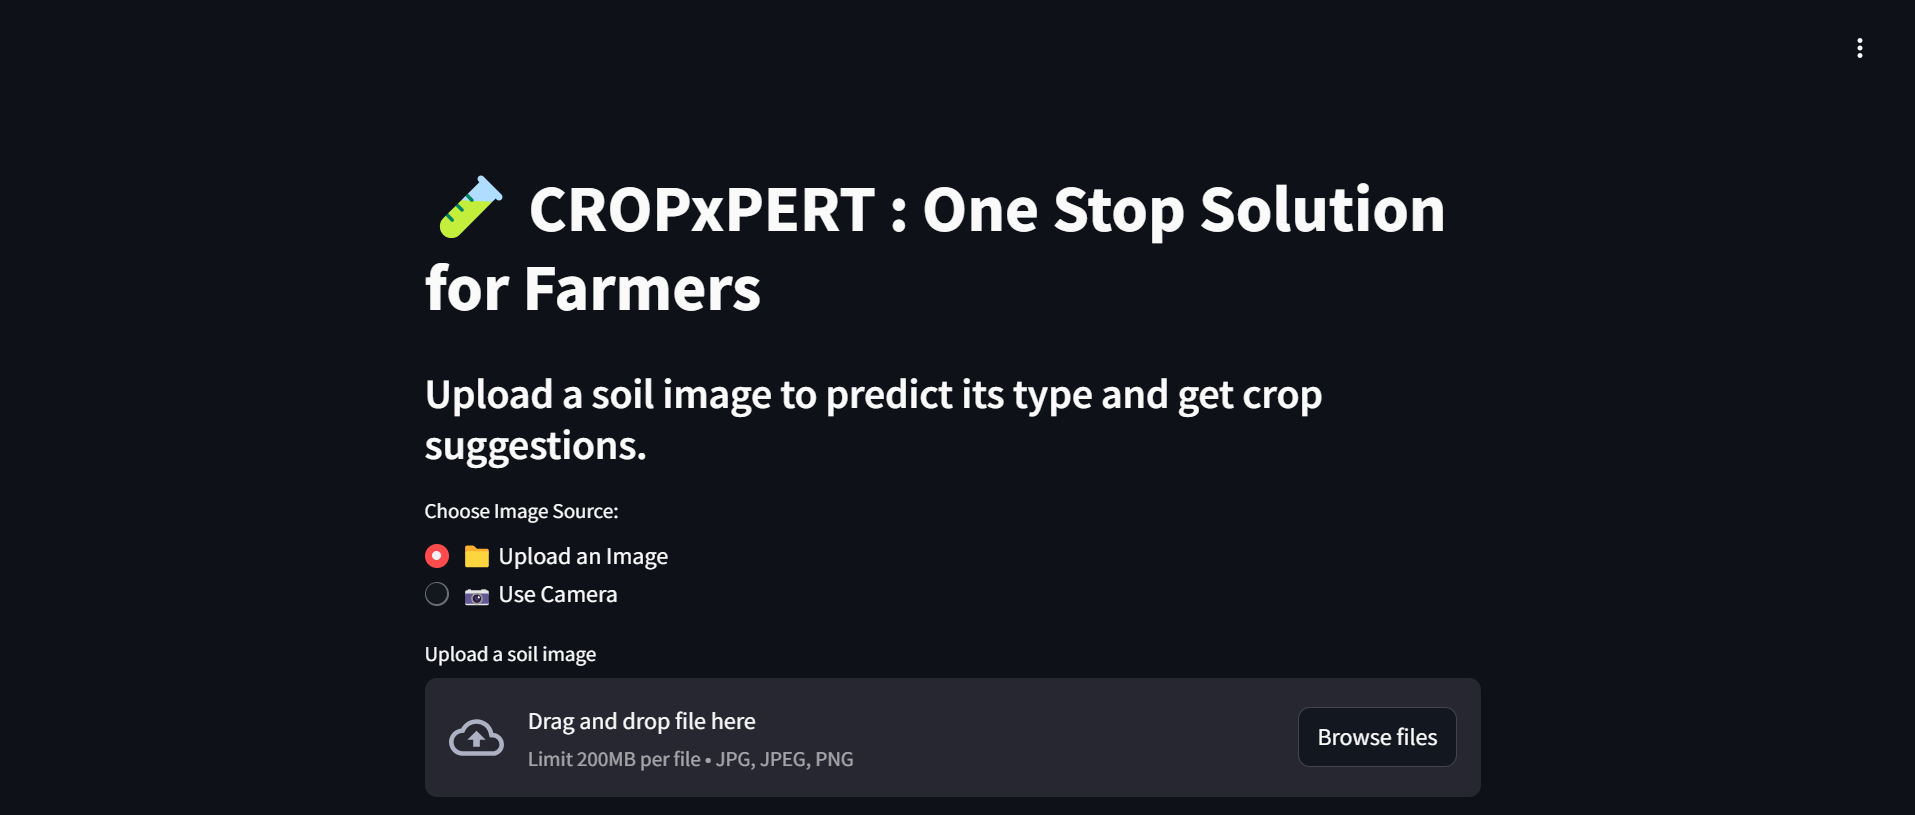 CROPxPERT : One Stop Solution
for Farmers
Upload a soil image to predict its type and get crop
suggestions.
Choose Image Source:
Upload an Image
Use Camera
Upload a soil image
Drag and drop file here
Limit 200MB per file • JPG, JPEG, PNG
Browse files